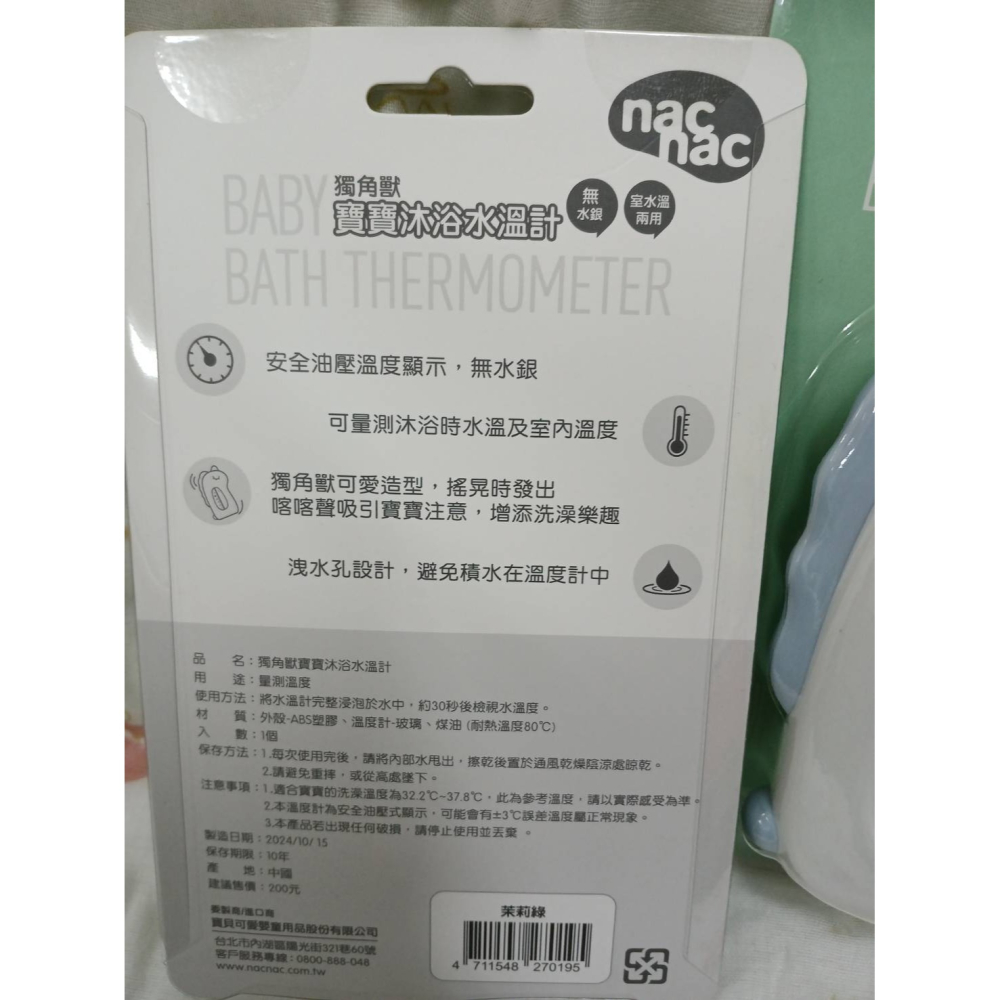 nac
nac
獨角獸
BABY 寶寶沐浴水溫計
無
水銀
室水溫
兩用
BATH THERMOMETER
安全油壓溫度顯示，無水銀
可量測沐浴時水溫及室內溫度
獨角獸可愛造型，搖晃時發出
喀喀聲吸引寶寶注意，增添洗澡樂趣
洩水孔設計，避免積水在溫度計中
品　　名：獨角獸寶寶沐浴水溫計
用　　途：量測溫度
使用方法：將水溫計完整浸泡於水中，約30秒後檢視水溫度。
材　　質：外殼-ABS塑膠、溫度計-玻璃、煤油 (耐熱溫度80℃)
入　　數：1個
保存方法：1.每次使用完後，請將內部水甩出，擦乾後置於通風乾燥陰涼處晾乾。
2.請避免重摔，或從高處墜下。
注意事項：1.適合寶寶的洗澡溫度為32.2℃~37.8℃，此為參考溫度，請以實際感受為準。
2.本溫度計為安全油壓式顯示，可能會有±3℃誤差溫度屬正常現象。
3.本產品若出現任何破損，請停止使用並丟棄。
製造日期：2024/10/15
保存期限：10年
產　　地：中國
建議售價：200元
委製商/進口商
寶貝可愛嬰童用品股份有限公司
台北市內湖區陽光街321巷60號
客戶服務專線：0800-888-048
www.nacnac.com.tw
茉莉綠
4 711548 270195